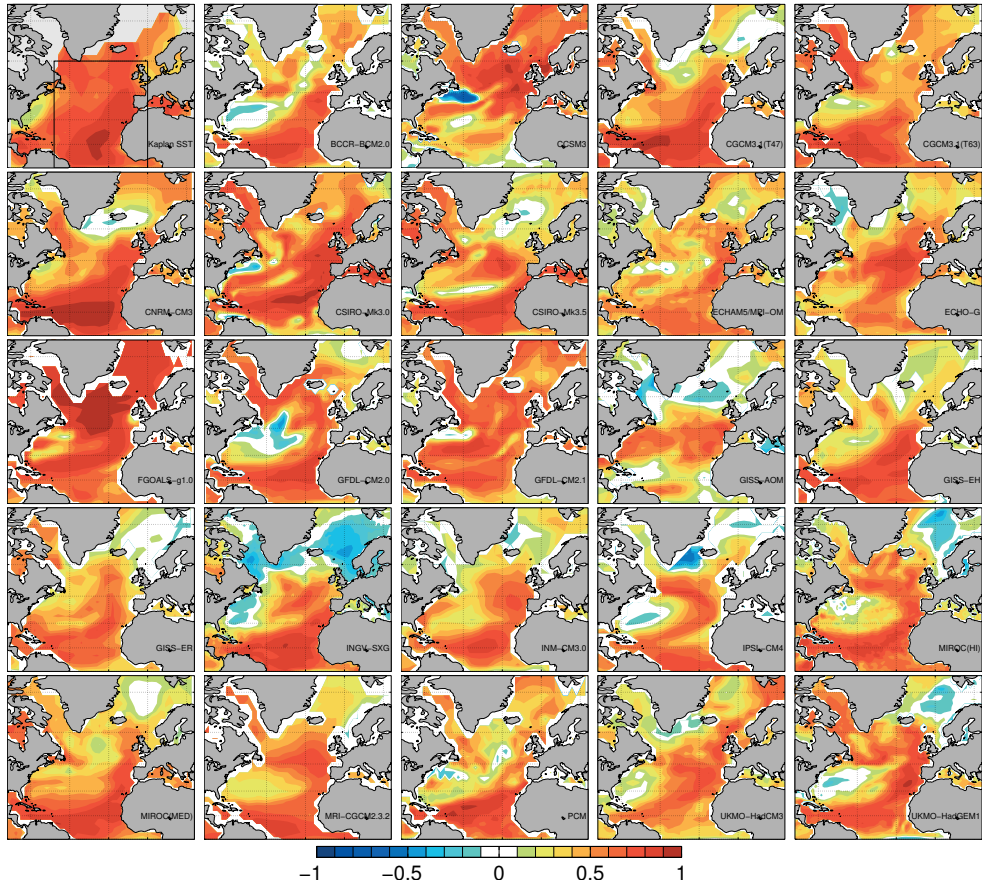 Kaplan SST
BCCR-BCM2.0
CCSM3
CGCM3.1(T47)
CGCM3.1(T63)
CNRM-CM3
CSIRO-Mk3.0
CSIRO-Mk3.5
ECHAM5/MPI-OM
ECHO-G
FGOALS-g1.0
GFDL-CM2.0
GFDL-CM2.1
GISS-AOM
GISS-EH
GISS-ER
INGV-SXG
INM-CM3.0
IPSL-CM4
MIROC(HI)
MIROC(MED)
MRI-CGCM2.3.2
PCM
UKMO-HadCM3
UKMO-HadGEM1
−1 −0.5 0 0.5 1